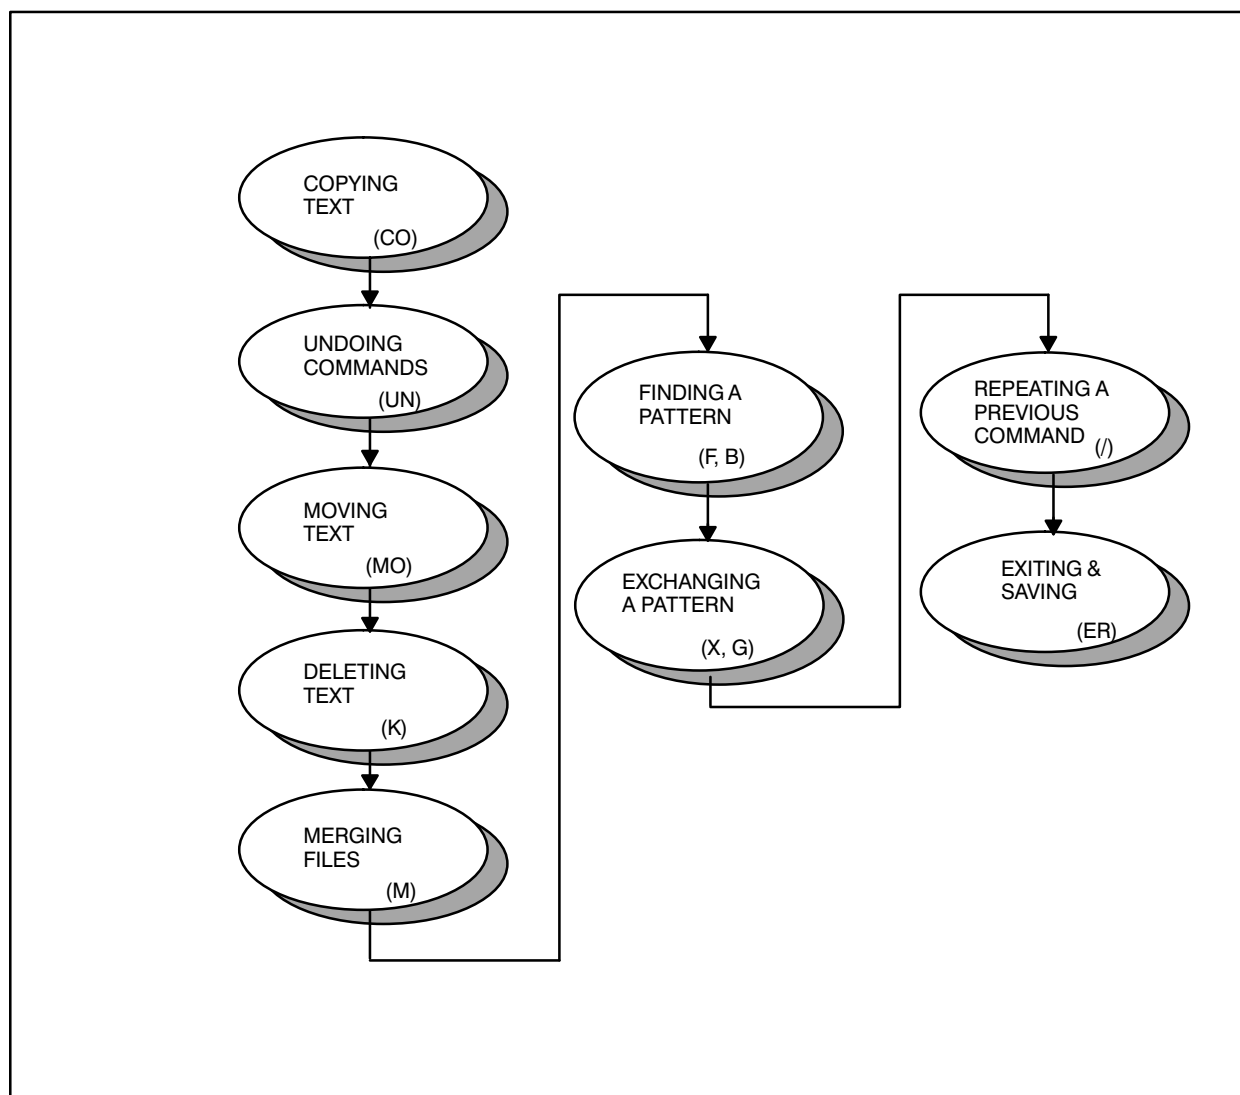 COPYING
TEXT
(CO)
UNDOING
COMMANDS
(UN)
MOVING
TEXT
(MO)
DELETING
TEXT
(K)
MERGING
FILES
(M)
FINDING A
PATTERN
(F, B)
EXCHANGING
A PATTERN
(X, G)
REPEATING A
PREVIOUS
COMMAND
(/)
EXITING &
SAVING
(ER)